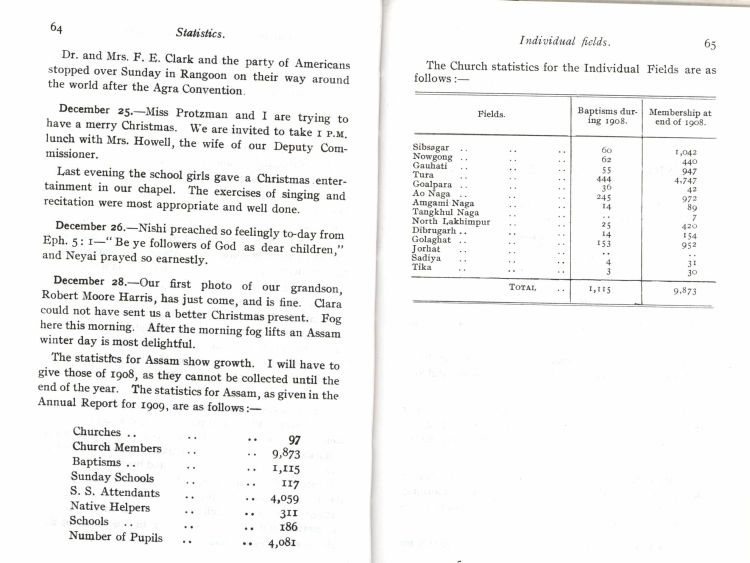 64
Statistics.
Dr. and Mrs. F. E. Clark and the party of Americans
stopped over Sunday in Rangoon on their way around
the world after the Agra Convention.
December 25.—Miss Protzman and I are trying to
have a merry Christmas. We are invited to take 1 P.M.
lunch with Mrs. Howell, the wife of our Deputy Com-
missioner.
Last evening the school girls gave a Christmas enter-
tainment in our chapel. The exercises of singing and
recitation were most appropriate and well done.
December 26.—Nishi preached so feelingly to-day from
Eph. 5 : 1—“ Be ye followers of God as dear children,”
and Neyai prayed so earnestly.
December 28.—Our first photo of our grandson,
Robert Moore Harris, has just come, and is fine. Clara
could not have sent us a better Christmas present. Fog
here this morning. After the morning fog lifts an Assam
winter day is most delightful.
The statistics for Assam show growth. I will have to
give those of 1908, as they cannot be collected until the
end of the year. The statistics for Assam, as given in the
Annual Report for 1909, are as follows :—
Churches .. .. .. 97
Church Members .. .. 9,873
Baptisms .. .. .. 1,115
Sunday Schools .. .. 117
S. S. Attendants .. .. 4,059
Native Helpers .. .. 311
Schools .. .. .. 186
Number of Pupils .. .. 4,081
Individual fields.
65
The Church statistics for the Individual Fields are as
follows :—
Fields. Baptisms dur- Membership at
ing 1908. end of 1908.
Sibsagar .. .. .. 60 1,042
Nowgong .. .. .. 62 440
Gauhati .. .. .. 55 947
Tura .. .. .. 444 4,747
Goalpara .. .. .. 36 42
Ao Naga .. .. .. 245 972
Amgami Naga .. .. 14 89
Tangkhul Naga .. .. .. 7
North Lakhimpur .. .. 25 420
Dibrugarh .. .. .. 14 154
Golaghat .. .. .. 153 952
Jorhat .. .. .. .. ..
Sadiya .. .. .. 4 31
Tika .. .. .. 3 30
TOTAL .. 1,115 9,873